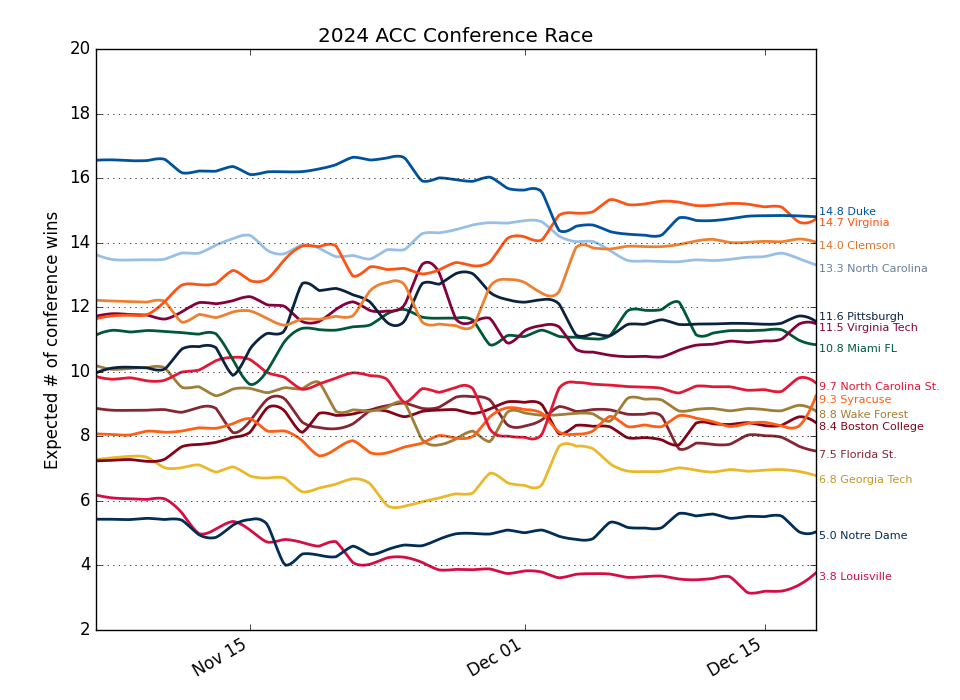 2024 ACC Conference Race
Expected # of conference wins
20
18
16
14
12
10
8
6
4
2
Nov 15
Dec 01
Dec 15
14.8 Duke
14.7 Virginia
14.0 Clemson
13.3 North Carolina
11.6 Pittsburgh
11.5 Virginia Tech
10.8 Miami FL
9.7 North Carolina St.
9.3 Syracuse
8.8 Wake Forest
8.4 Boston College
7.5 Florida St.
6.8 Georgia Tech
5.0 Notre Dame
3.8 Louisville